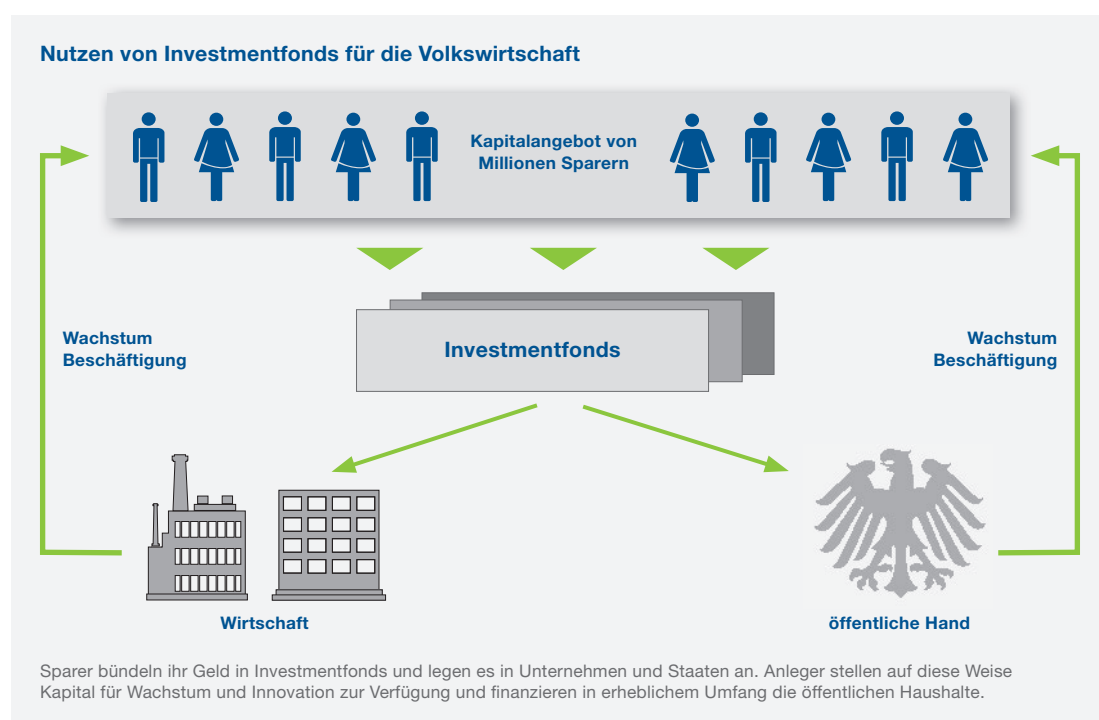 Nutzen von Investmentfonds für die Volkswirtschaft
Kapitalangebot von
Millionen Sparern
Wachstum
Beschäftigung
Investmentfonds
Wachstum
Beschäftigung
Wirtschaft
öffentliche Hand
Sparer bündeln ihr Geld in Investmentfonds und legen es in Unternehmen und Staaten an. Anleger stellen auf diese Weise
Kapital für Wachstum und Innovation zur Verfügung und finanzieren in erheblichem Umfang die öffentlichen Haushalte.